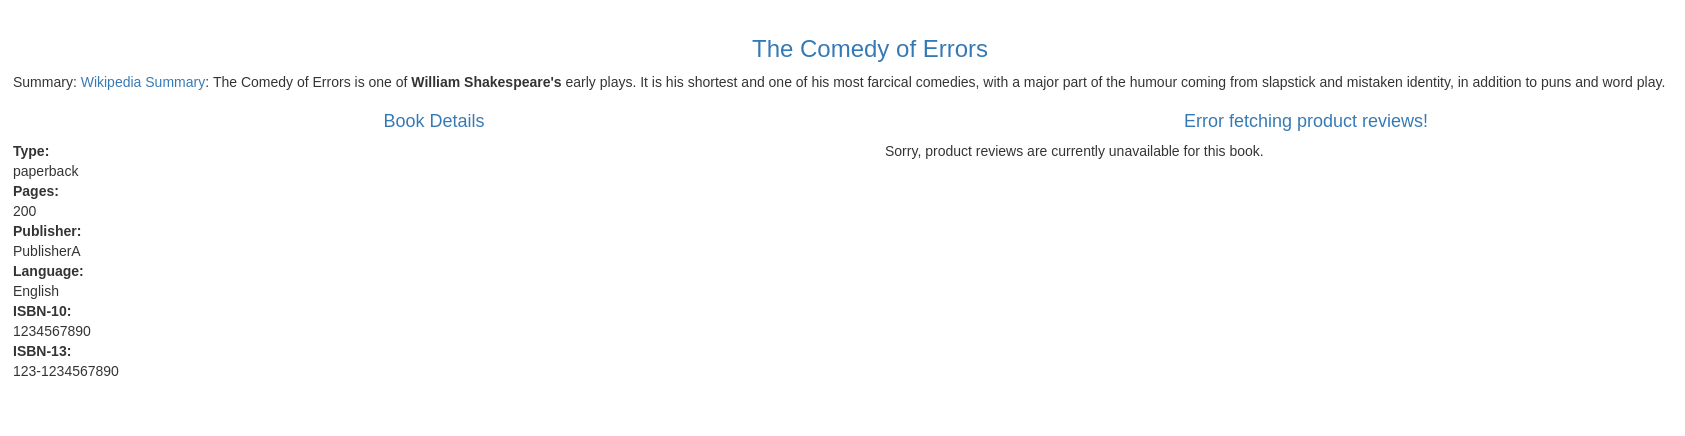 The Comedy of Errors
Summary: Wikipedia Summary: The Comedy of Errors is one of William Shakespeare's early plays. It is his shortest and one of his most farcical comedies, with a major part of the humour coming from slapstick and mistaken identity, in addition to puns and word play.
Book Details
Type:
paperback
Pages:
200
Publisher:
PublisherA
Language:
English
ISBN-10:
1234567890
ISBN-13:
123-1234567890
Error fetching product reviews!
Sorry, product reviews are currently unavailable for this book.